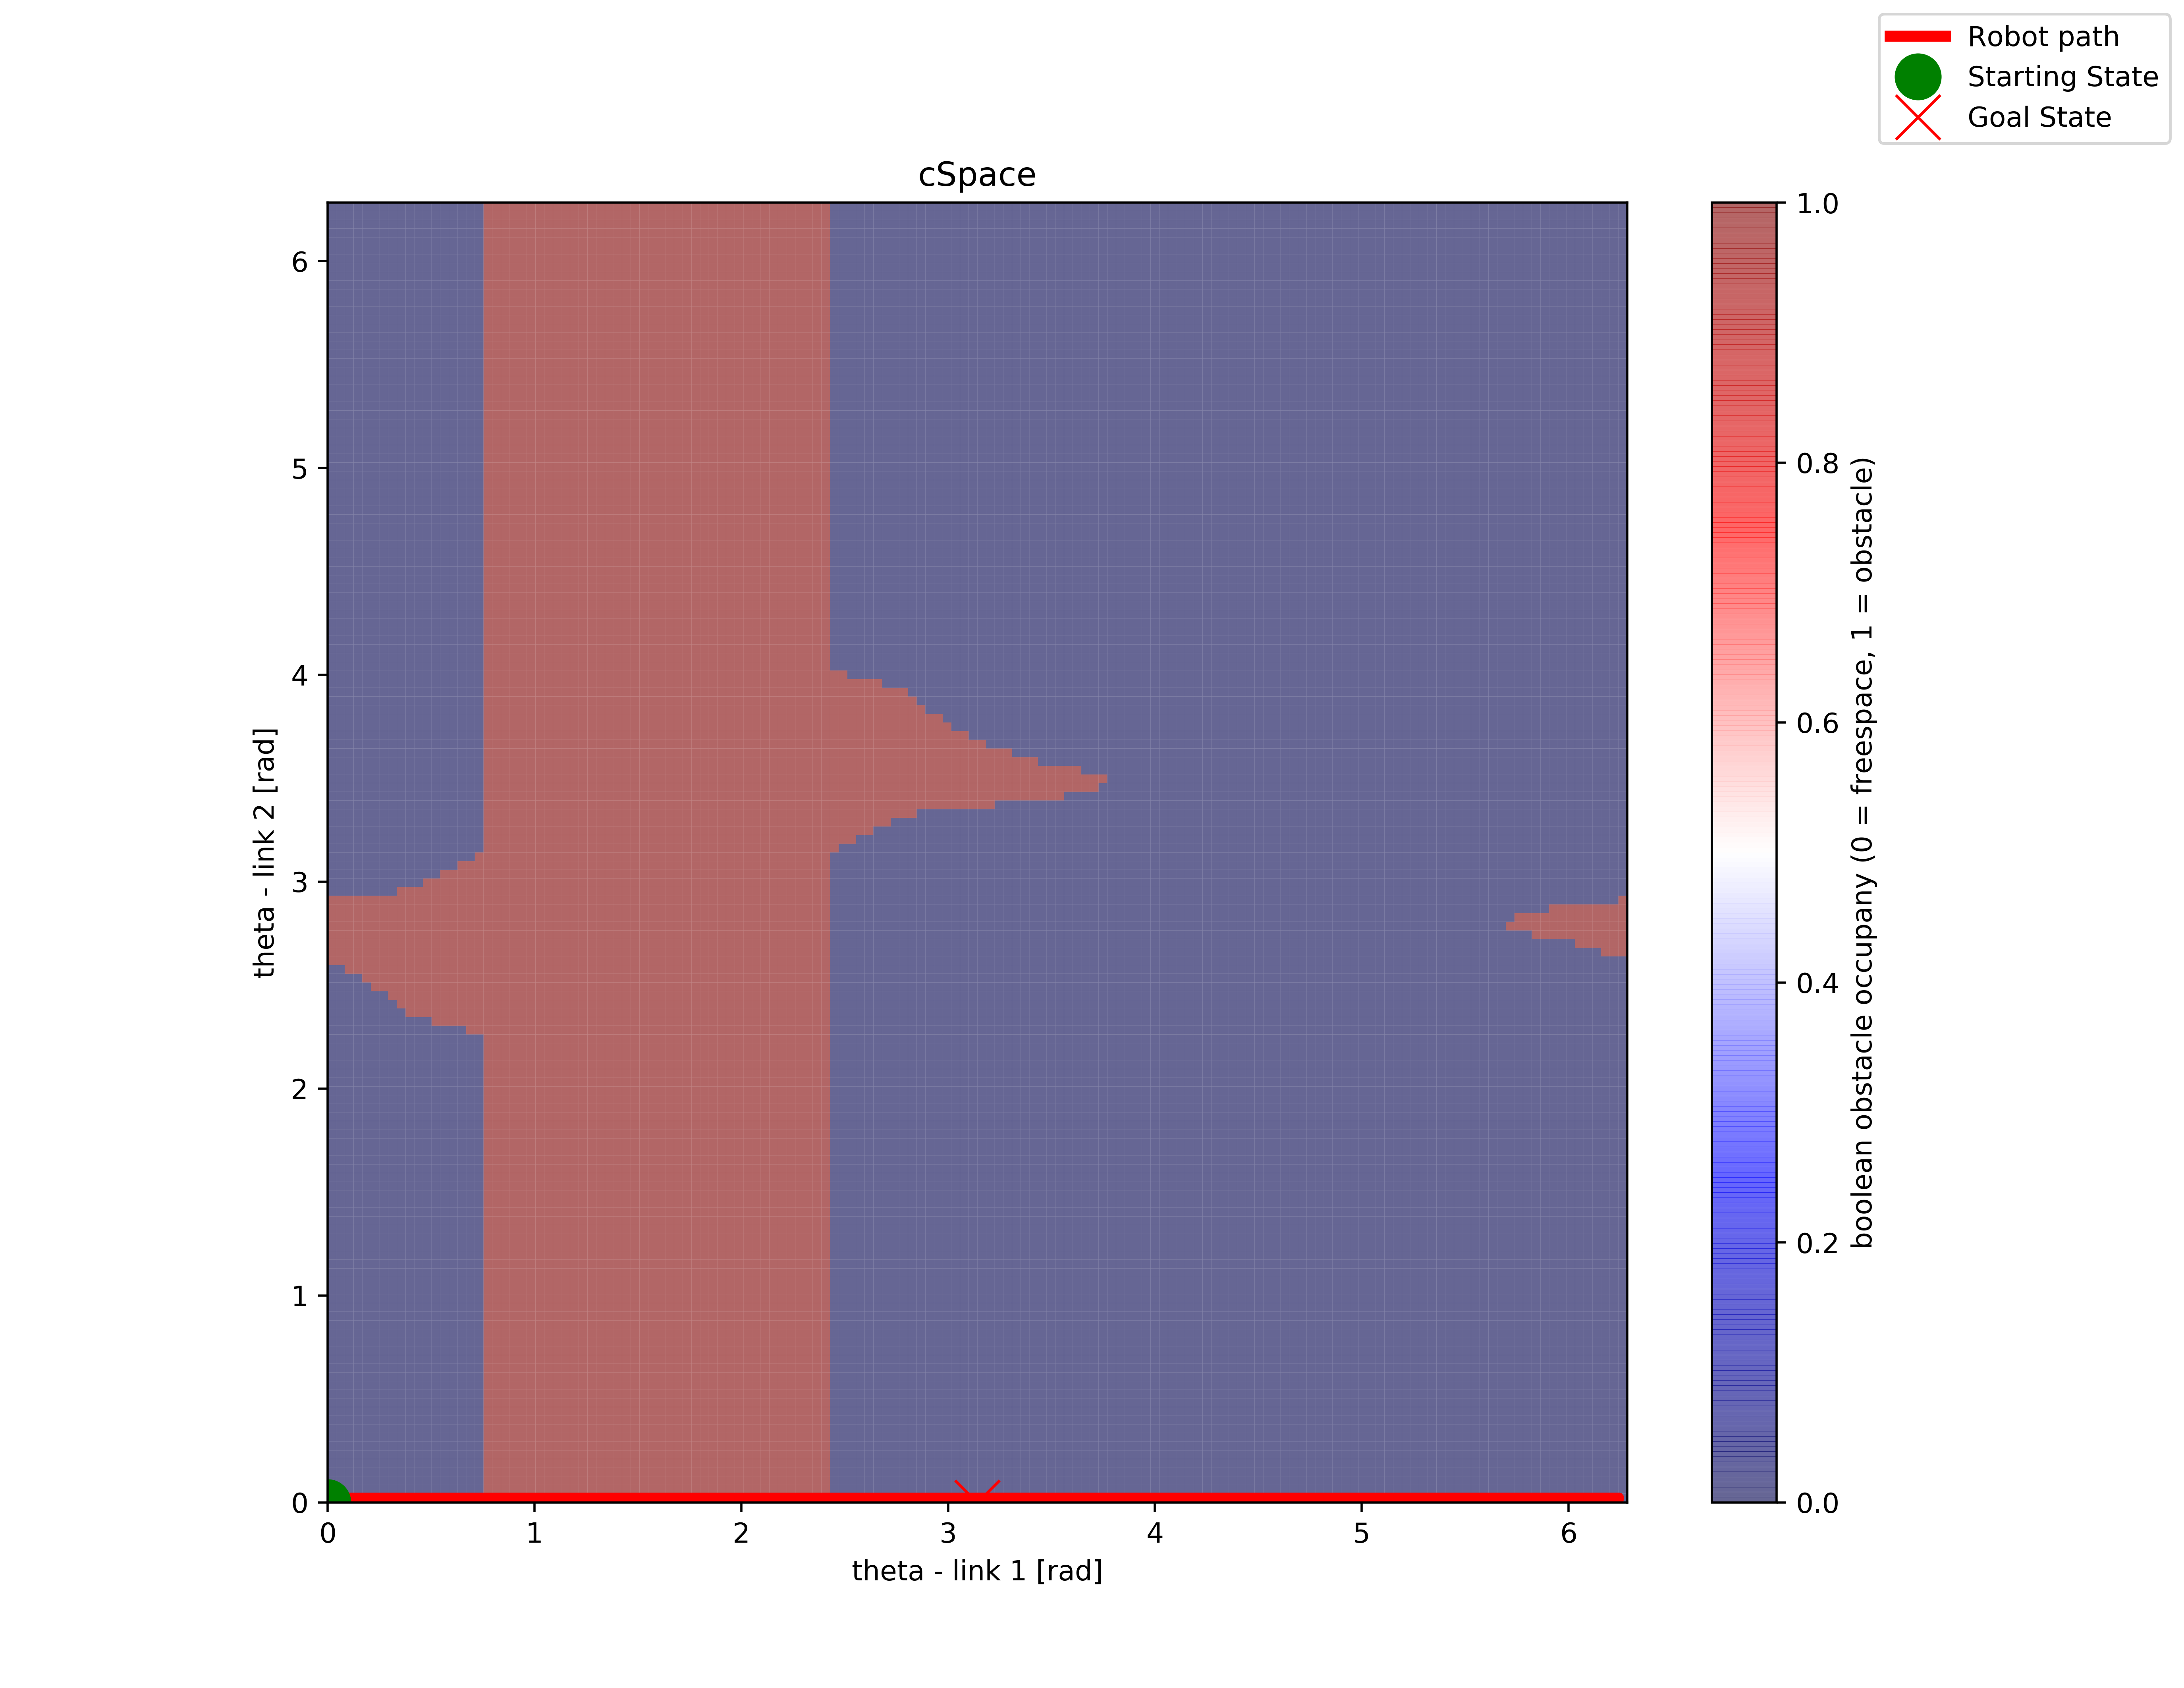 Robot path
Starting State
Goal State
cSpace
theta - link 2 [rad]
6
5
4
3
2
1
0
0 1 2 3 4 5 6
theta - link 1 [rad]
1.0
0.8
0.6
0.4
0.2
0.0
boolean obstacle occupany (0 = freespace, 1 = obstacle)